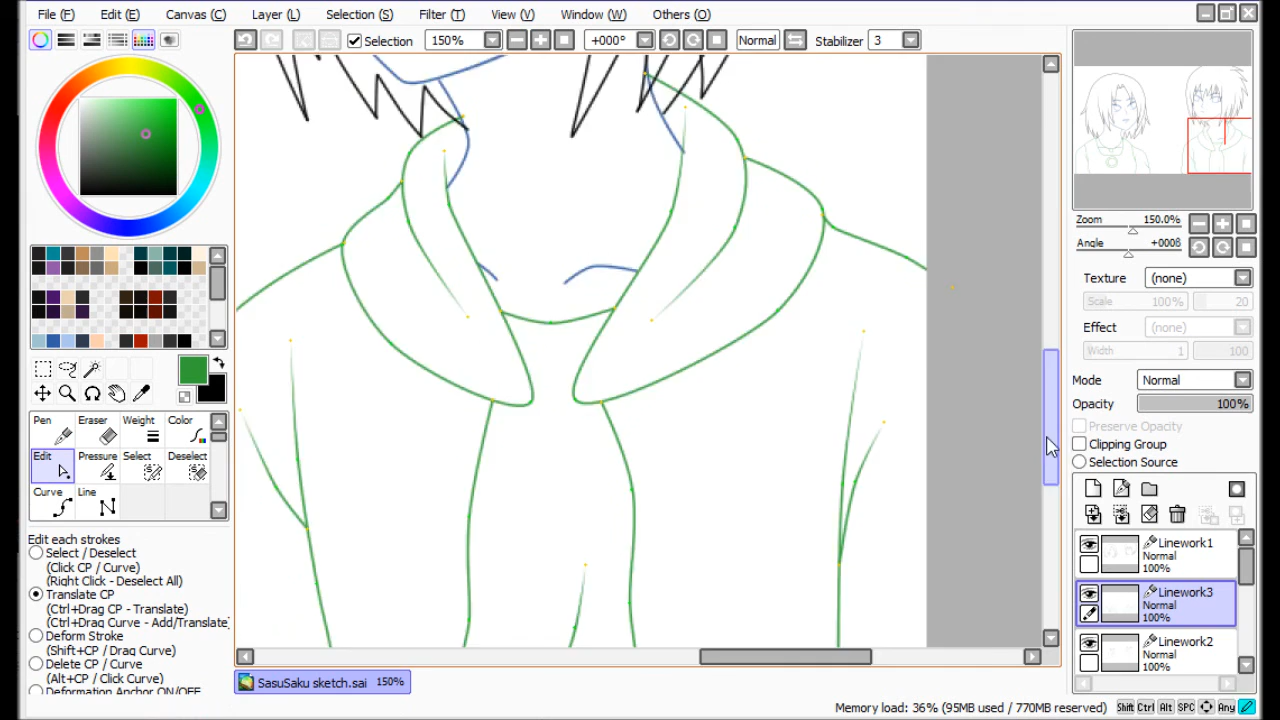 File (F) Edit (E) Canvas (C) Layer (L) Selection (S) Filter (T) View (V) Window (W) Others (O)
Selection 150% +000° Normal Stabilizer 3
Zoom 150.0%
Angle +000θ
Texture (none)
Scale 100% 20
Effect (none)
Width 1 100
Mode Normal
Opacity 100%
Preserve Opacity
Clipping Group
Selection Source
Pen Eraser Weight Color
Edit Pressure Select Deselect
Curve Line
Edit each strokes
Select / Deselect
(Click CP / Curve)
(Right Click - Deselect All)
Translate CP
(Ctrl+Drag CP - Translate)
(Ctrl+Drag Curve - Add/Translate
Deform Stroke
(Shift+CP / Drag Curve)
Delete CP / Curve
(Alt+CP / Click Curve)
Deformation Anchor ON/OFF
Linework1
Normal
100%
Linework3
Normal
100%
Linework2
Normal
100%
SasuSaku sketch.sai 150%
Memory load: 36% (95MB used / 770MB reserved) Shift Ctrl Alt SPC Any